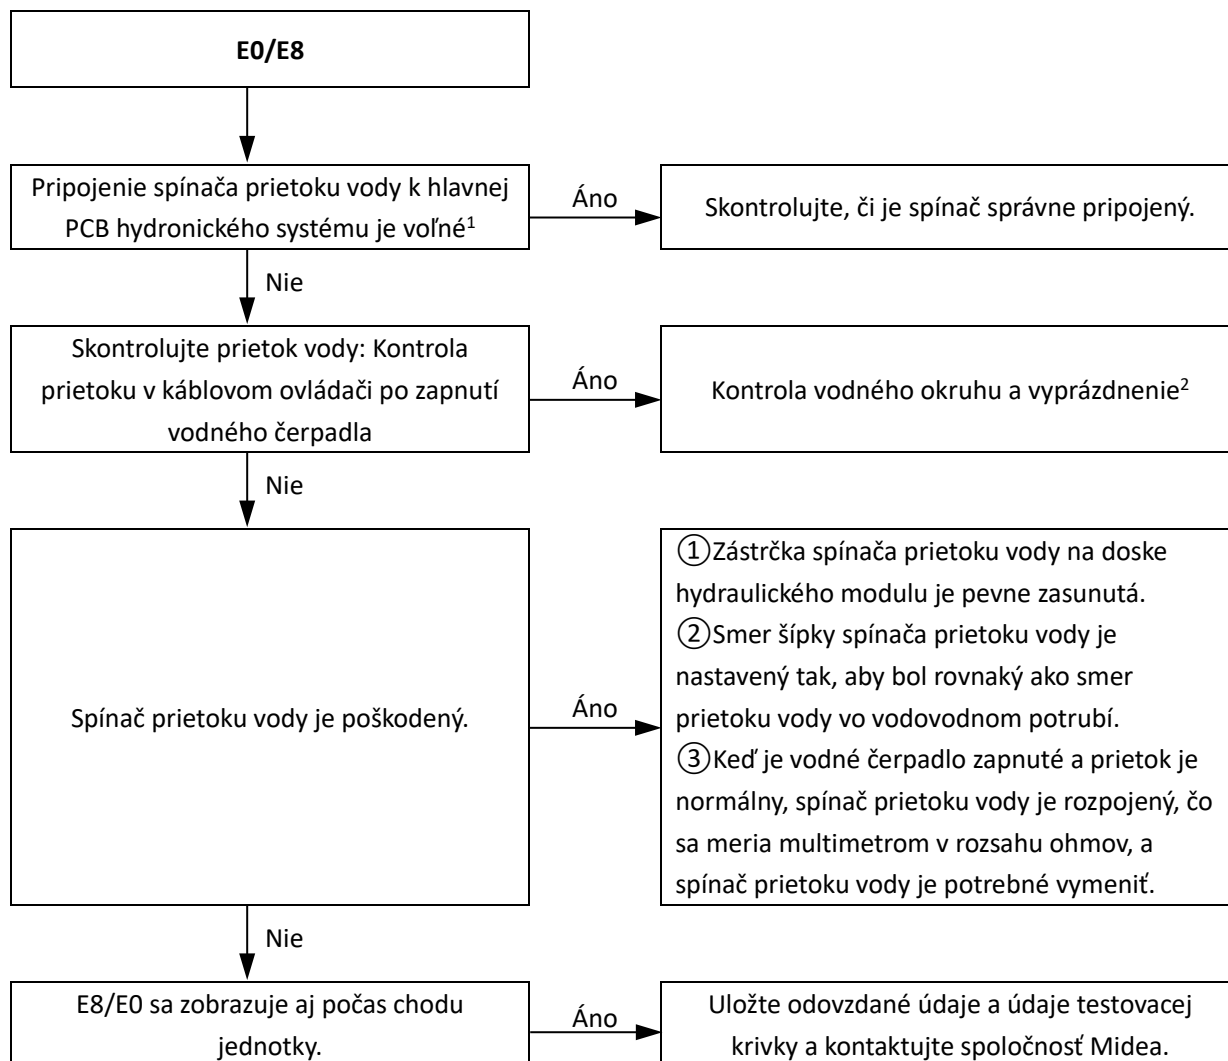 E0/E8
Pripojenie spínača prietoku vody k hlavnej
PCB hydronického systému je voľné¹
Áno
Skontrolujte, či je spínač správne pripojený.
Nie
Skontrolujte prietok vody: Kontrola
prietoku v káblovom ovládači po zapnutí
vodného čerpadla
Áno
Kontrola vodného okruhu a vyprázdnenie²
Nie
Spínač prietoku vody je poškodený.
Áno
①Zástrčka spínača prietoku vody na doske
hydraulického modulu je pevne zasunutá.
②Smer šípky spínača prietoku vody je
nastavený tak, aby bol rovnaký ako smer
prietoku vody vo vodovodnom potrubí.
③Keď je vodné čerpadlo zapnuté a prietok je
normálny, spínač prietoku vody je rozpojený, čo
sa meria multimetrom v rozsahu ohmov, a
spínač prietoku vody je potrebné vymeniť.
Nie
E8/E0 sa zobrazuje aj počas chodu
jednotky.
Áno
Uložte odovzdané údaje a údaje testovacej
krivky a kontaktujte spoločnosť Midea.